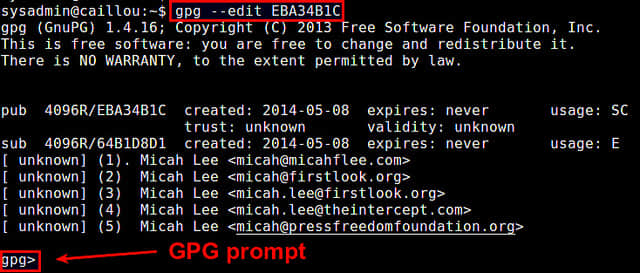 sysadmin@caillou:~$ gpg --edit EBA34B1C
gpg (GnuPG) 1.4.16; Copyright (C) 2013 Free Software Foundation, Inc.
This is free software: you are free to change and redistribute it.
There is NO WARRANTY, to the extent permitted by law.
pub  4096R/EBA34B1C  created: 2014-05-08  expires: never       usage: SC
trust: unknown       validity: unknown
sub  4096R/64B1D8D1  created: 2014-05-08  expires: never       usage: E
[ unknown] (1). Micah Lee <micah@micahflee.com>
[ unknown] (2)  Micah Lee <micah@firstlook.org>
[ unknown] (3)  Micah Lee <micah.lee@firstlook.org>
[ unknown] (4)  Micah Lee <micah.lee@theintercept.com>
[ unknown] (5)  Micah Lee <micah@pressfreedomfoundation.org>
gpg> GPG prompt